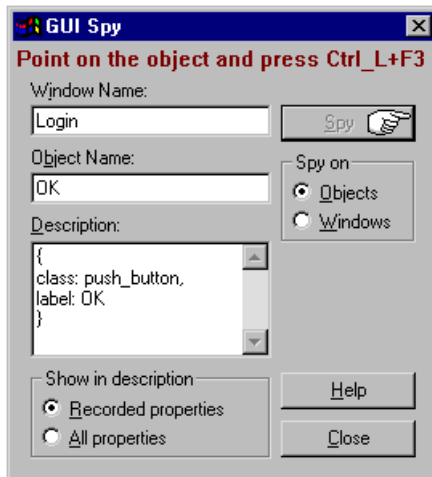 GUI Spy
Point on the object and press Ctrl_L+F3
Window Name:
Login
Spy
Object Name:
OK
Spy on
Objects
Windows
Description:
{
class: push_button,
label: OK
}
Show in description
Recorded properties
All properties
Help
Close